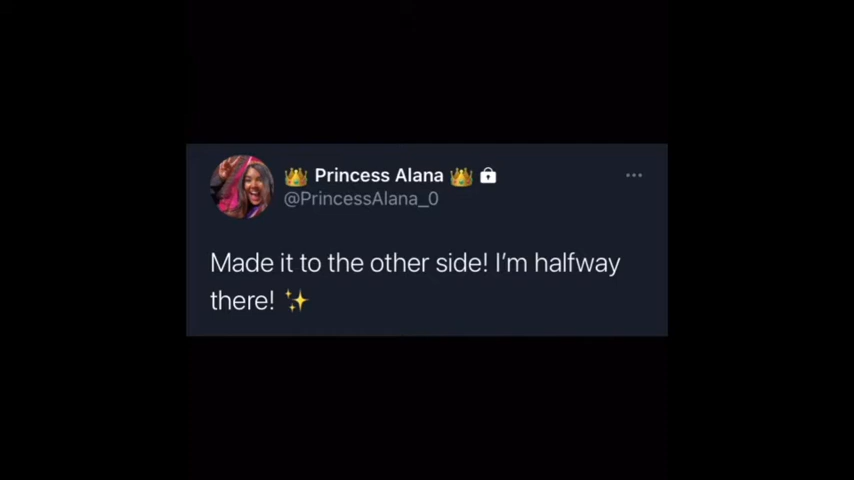 👑 Princess Alana 👑 🔒
@PrincessAlana_0
Made it to the other side! I’m halfway
there! ✨